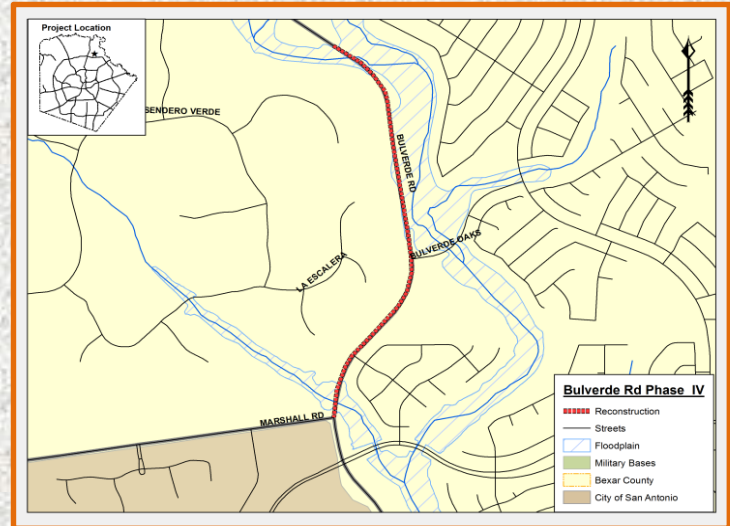 Project Location
SENDERO VERDE
BULVERDE RD
BULVERDE OAKS
LA ESCALERA
MARSHALL RD
Bulverde Rd Phase IV
Reconstruction
Streets
Floodplain
Military Bases
Bexar County
City of San Antonio